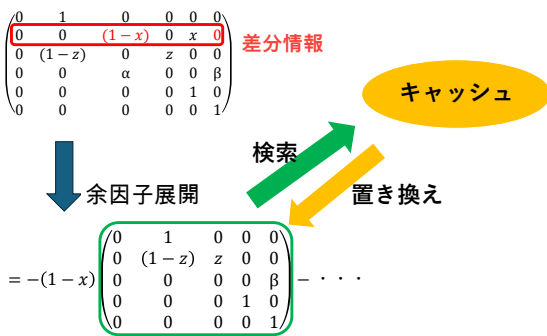 0 1 0 0 0 0
0 0 (1−x) 0 x 0 差分情報
0 (1−z) 0 z 0 0
0 0 α 0 0 β
0 0 0 0 1 0
0 0 0 0 0 1
キャッシュ
検索
置き換え
余因子展開
0 1 0 0 0
0 (1−z) z 0 0
=−(1−x) 0 0 0 0 β −・・・
0 0 0 1 0
0 0 0 0 1